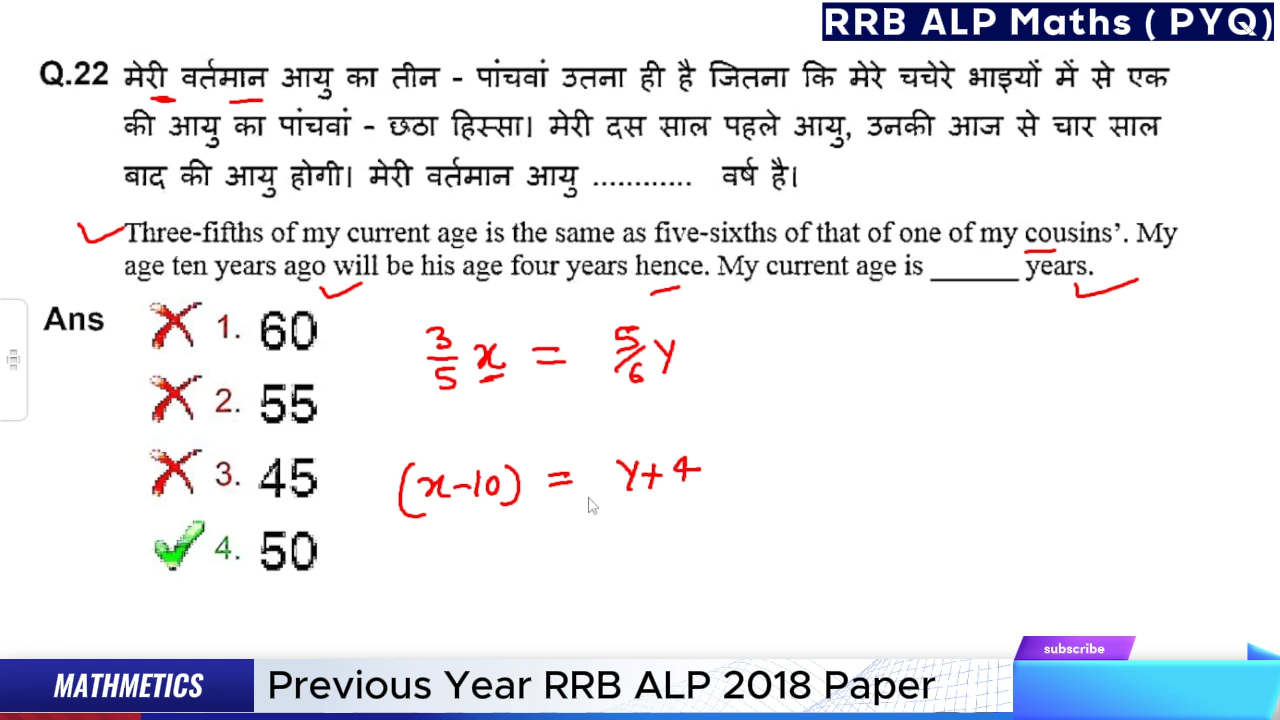 RRB ALP Maths ( PYQ)
Q.22 मेरी वर्तमान आयु का तीन - पांचवां उतना ही है जितना कि मेरे चचेरे भाइयों में से एक
की आयु का पांचवां - छठा हिस्सा। मेरी दस साल पहले आयु, उनकी आज से चार साल
बाद की आयु होगी। मेरी वर्तमान आयु ............ वर्ष है।
Three-fifths of my current age is the same as five-sixths of that of one of my cousins’. My
age ten years ago will be his age four years hence. My current age is ______ years.
Ans 1. 60
2. 55
3. 45
4. 50
3/5 x = 5/6 y
(x-10) = y+4
subscribe
MATHMETICS
Previous Year RRB ALP 2018 Paper